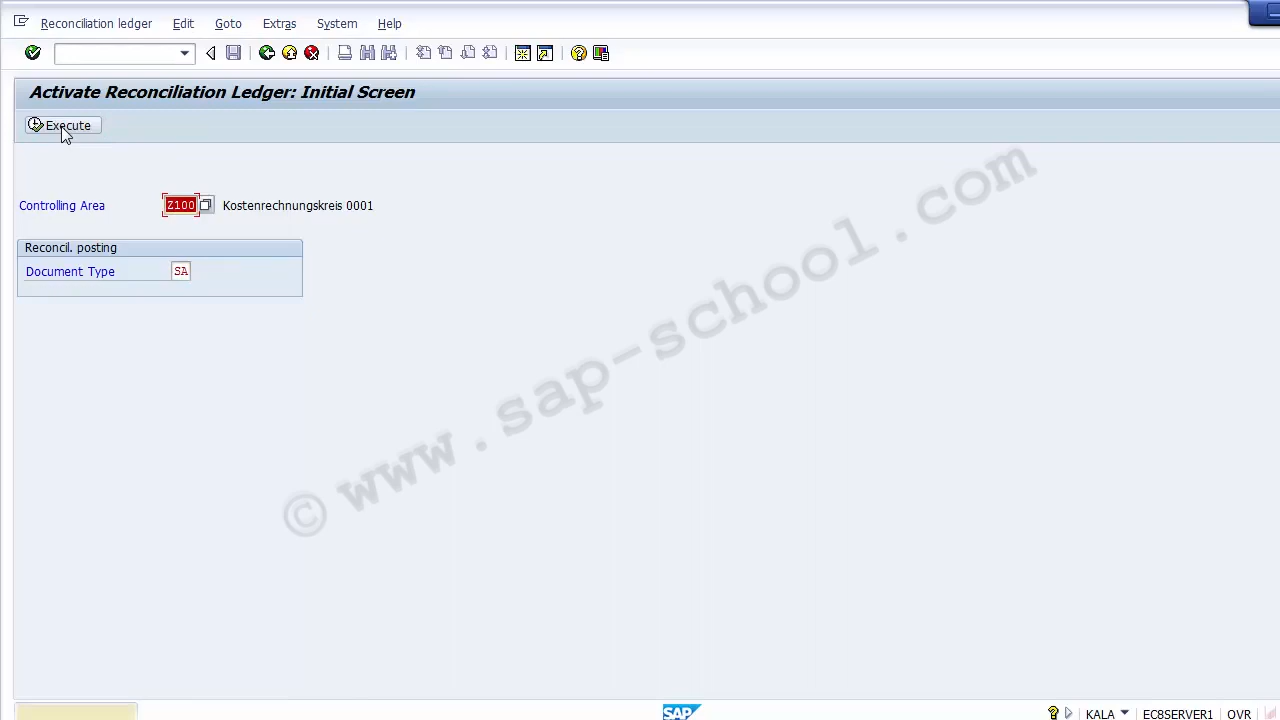 Reconciliation ledger Edit Goto Extras System Help
Activate Reconciliation Ledger: Initial Screen
Execute
Controlling Area Z100 Kostenrechnungskreis 0001
Reconcil. posting
Document Type SA
© www.sap-school.com
SAP KALA EC8SERVER1 OVR